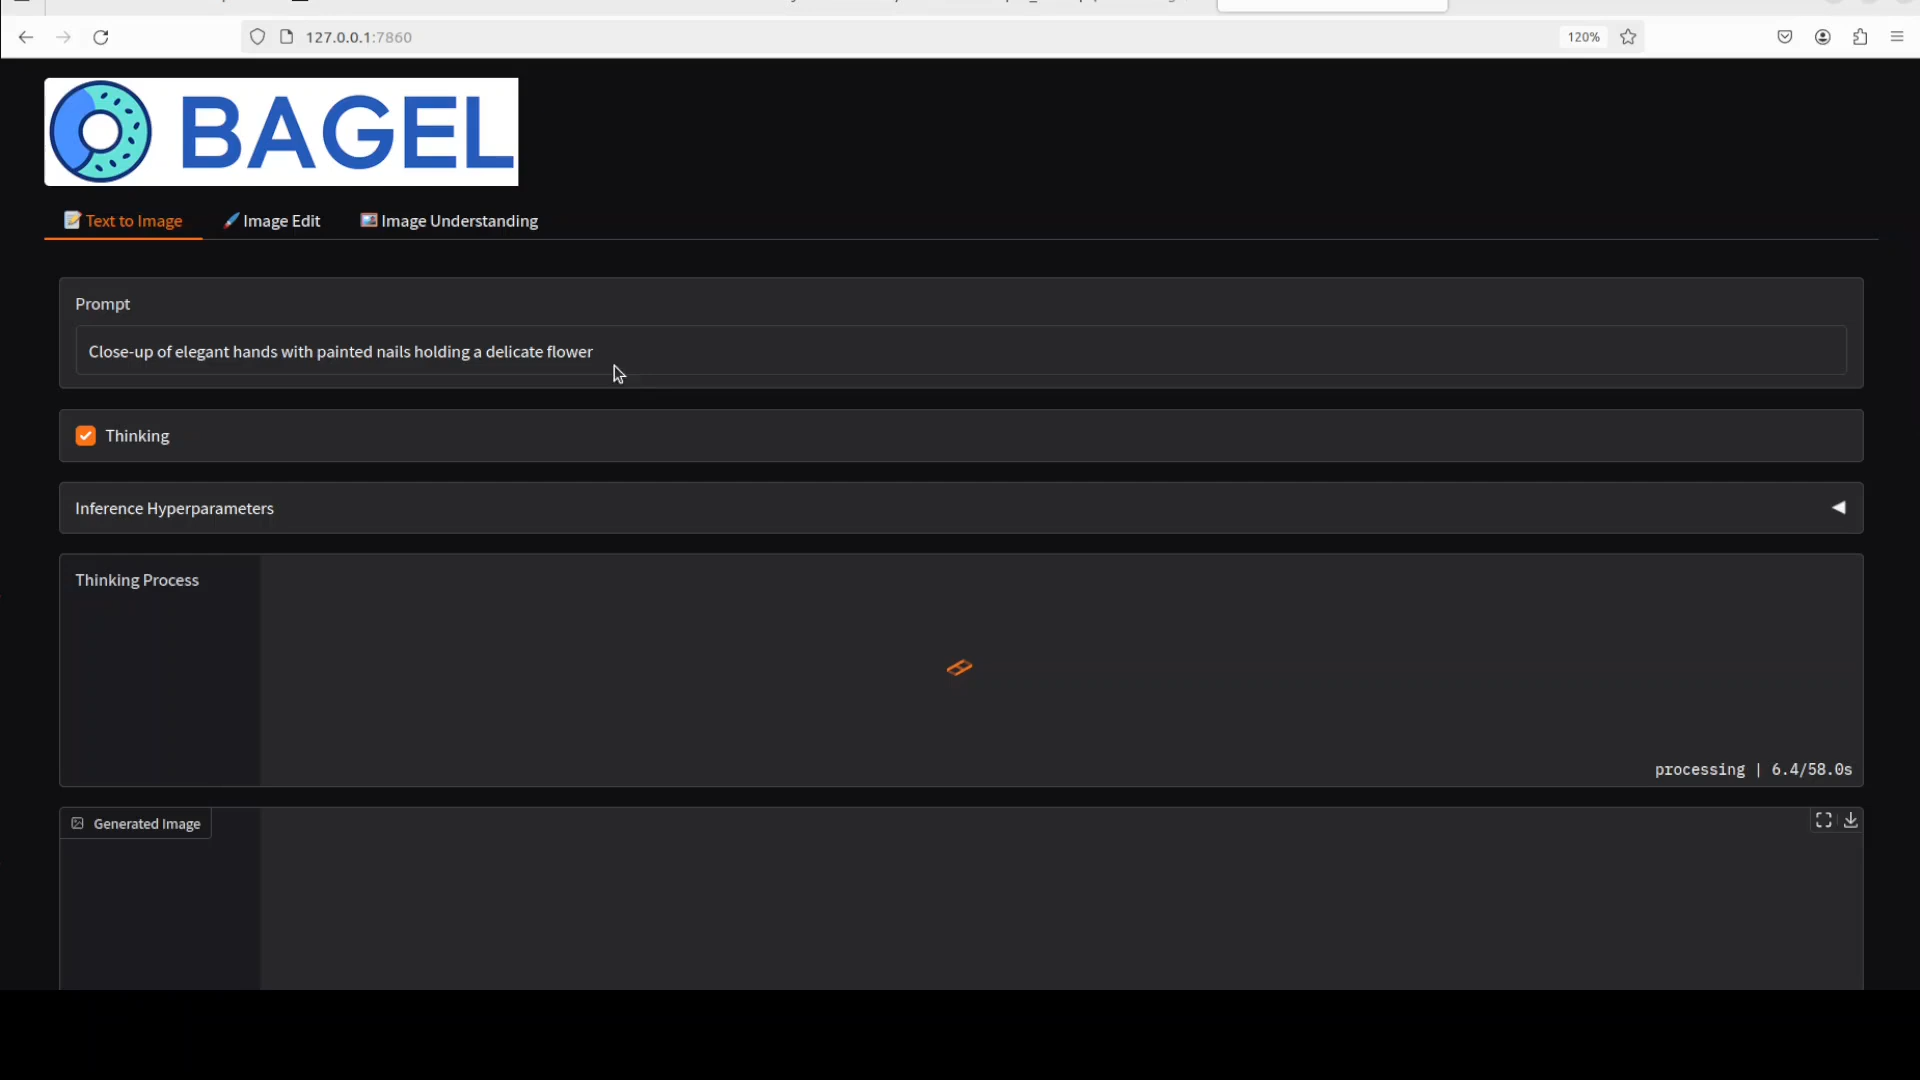 127.0.0.1:7860
120%
BAGEL
Text to Image
Image Edit
Image Understanding
Prompt
Close-up of elegant hands with painted nails holding a delicate flower
Thinking
Inference Hyperparameters
Thinking Process
processing | 6.4/58.0s
Generated Image